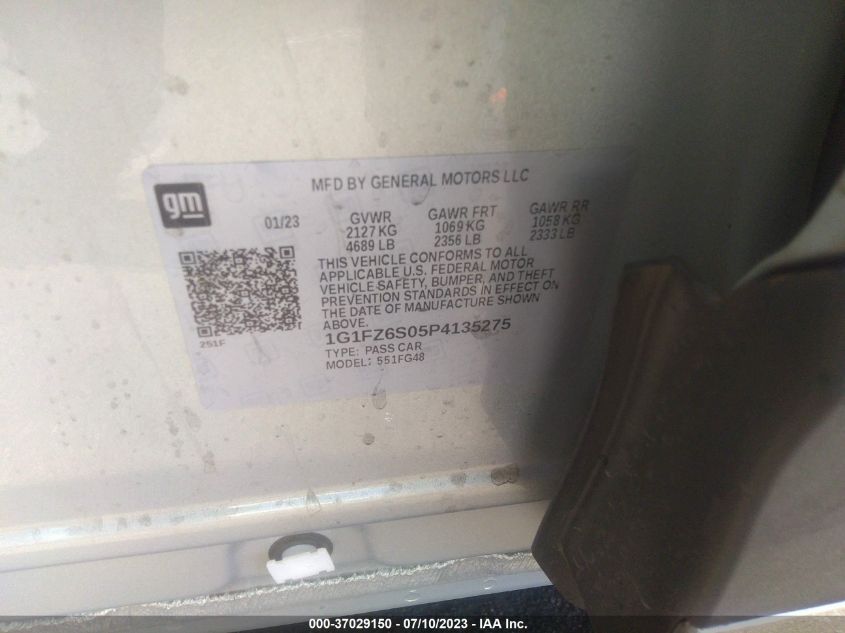 gm
MFD BY GENERAL MOTORS LLC
01/23
GVWR
2127 KG
4689 LB
GAWR FRT
1069 KG
2356 LB
GAWR RR
1058 KG
2333 LB
THIS VEHICLE CONFORMS TO ALL
APPLICABLE U.S. FEDERAL MOTOR
VEHICLE SAFETY, BUMPER, AND THEFT
PREVENTION STANDARDS IN EFFECT ON
THE DATE OF MANUFACTURE SHOWN
ABOVE.
251F
1G1FZ6S05P4135275
TYPE: PASS CAR
MODEL: 551FG48
000-37029150 - 07/10/2023 - IAA Inc.